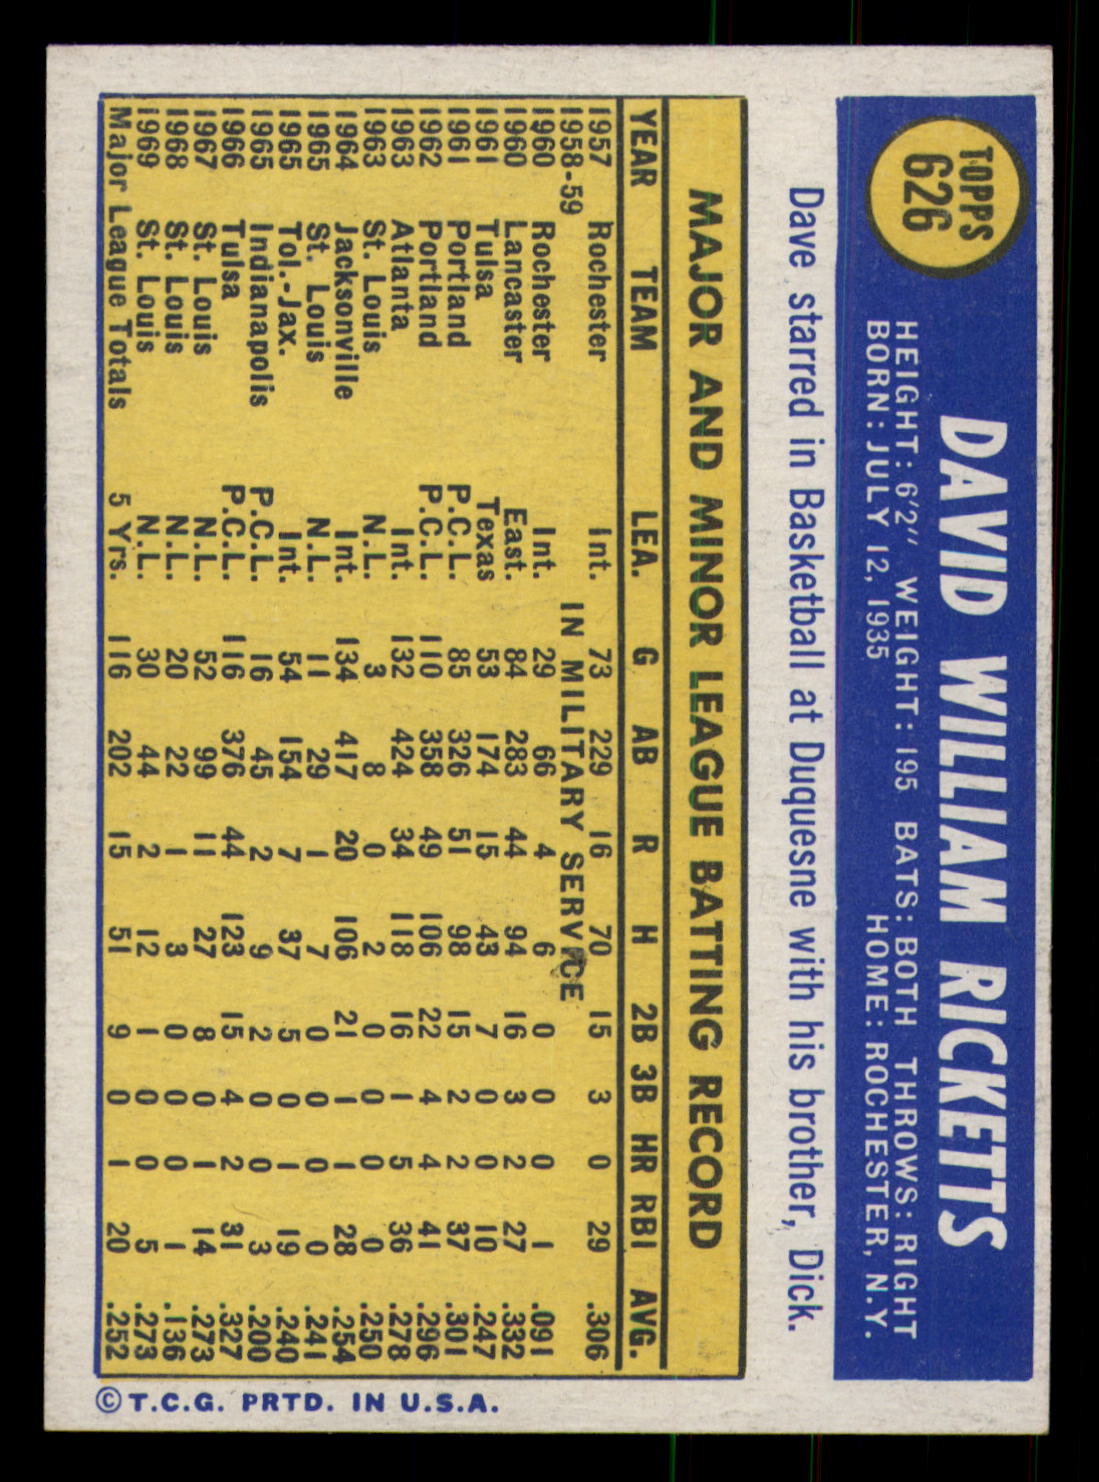 TOPPS
626
DAVID WILLIAM RICKETTS
HEIGHT: 6'2" WEIGHT: 195 BATS: BOTH THROWS: RIGHT
BORN: JULY 12, 1935 HOME: ROCHESTER, N.Y.
Dave starred in Basketball at Duquesne with his brother, Dick.
MAJOR AND MINOR LEAGUE BATTING RECORD
YEAR TEAM LEA. G AB R H 2B 3B HR RBI AVG.
1957 Rochester Int. 73 229 16 70 15 3 0 29 .306
1958-59 IN MILITARY SERVICE
1960 Rochester Int. 29 66 4 6 0 0 0 1 .091
1960 Lancaster East. 84 283 44 94 16 3 2 27 .332
1961 Tulsa Texas 53 174 15 43 7 0 0 10 .247
1961 Portland P.C.L. 85 326 51 98 15 2 2 37 .301
1962 Portland P.C.L. 110 358 49 106 22 4 4 41 .296
1963 Atlanta Int. 132 424 34 118 16 1 5 36 .278
1963 St. Louis N.L. 3 8 0 2 0 0 0 0 .250
1964 Jacksonville Int. 134 417 20 106 21 1 1 28 .254
1965 St. Louis N.L. 11 29 1 7 0 0 0 0 .241
1965 Tol.-Jax. Int. 54 154 7 37 5 0 1 19 .240
1965 Indianapolis P.C.L. 16 45 2 9 2 0 0 3 .200
1966 Tulsa P.C.L. 116 376 44 123 15 4 2 31 .327
1967 St. Louis N.L. 52 99 11 27 8 0 1 14 .273
1968 St. Louis N.L. 20 22 1 3 0 0 0 1 .136
1969 St. Louis N.L. 30 44 2 12 1 0 0 5 .273
Major League Totals 5 Yrs. 116 202 15 51 9 0 1 20 .252
© T.C.G. PRTD. IN U.S.A.